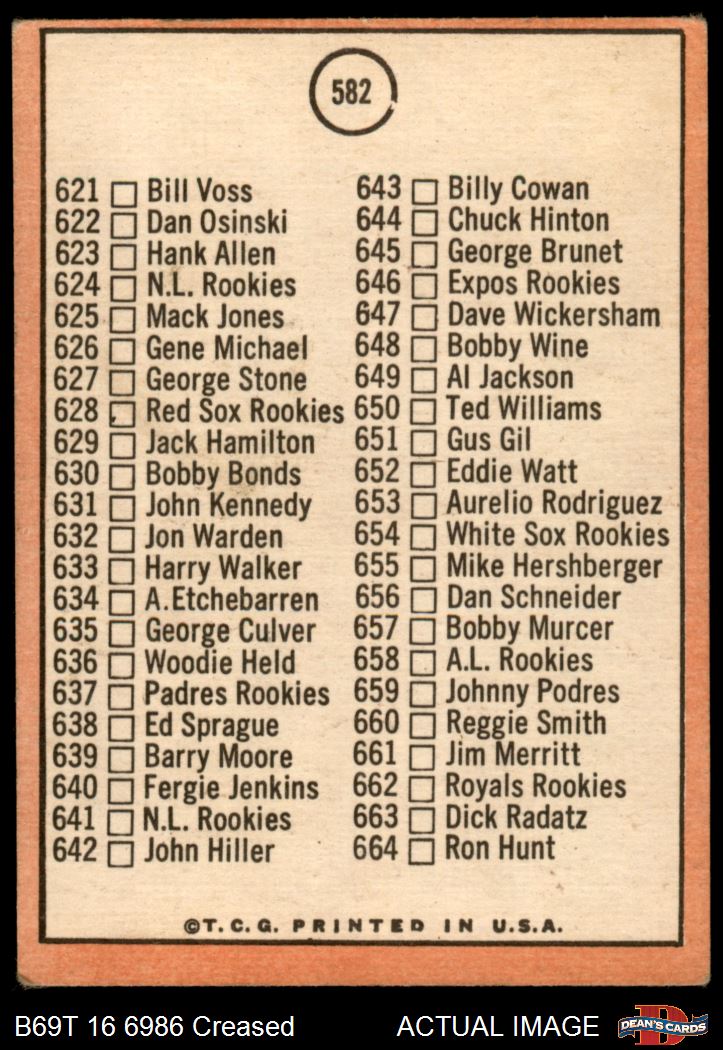 582
621 Bill Voss
622 Dan Osinski
623 Hank Allen
624 N.L. Rookies
625 Mack Jones
626 Gene Michael
627 George Stone
628 Red Sox Rookies
629 Jack Hamilton
630 Bobby Bonds
631 John Kennedy
632 Jon Warden
633 Harry Walker
634 A.Etchebarren
635 George Culver
636 Woodie Held
637 Padres Rookies
638 Ed Sprague
639 Barry Moore
640 Fergie Jenkins
641 N.L. Rookies
642 John Hiller
643 Billy Cowan
644 Chuck Hinton
645 George Brunet
646 Expos Rookies
647 Dave Wickersham
648 Bobby Wine
649 Al Jackson
650 Ted Williams
651 Gus Gil
652 Eddie Watt
653 Aurelio Rodriguez
654 White Sox Rookies
655 Mike Hershberger
656 Dan Schneider
657 Bobby Murcer
658 A.L. Rookies
659 Johnny Podres
660 Reggie Smith
661 Jim Merritt
662 Royals Rookies
663 Dick Radatz
664 Ron Hunt
©T.C.G. PRINTED IN U.S.A.
B69T 16 6986 Creased ACTUAL IMAGE
D
DEAN'S CARDS